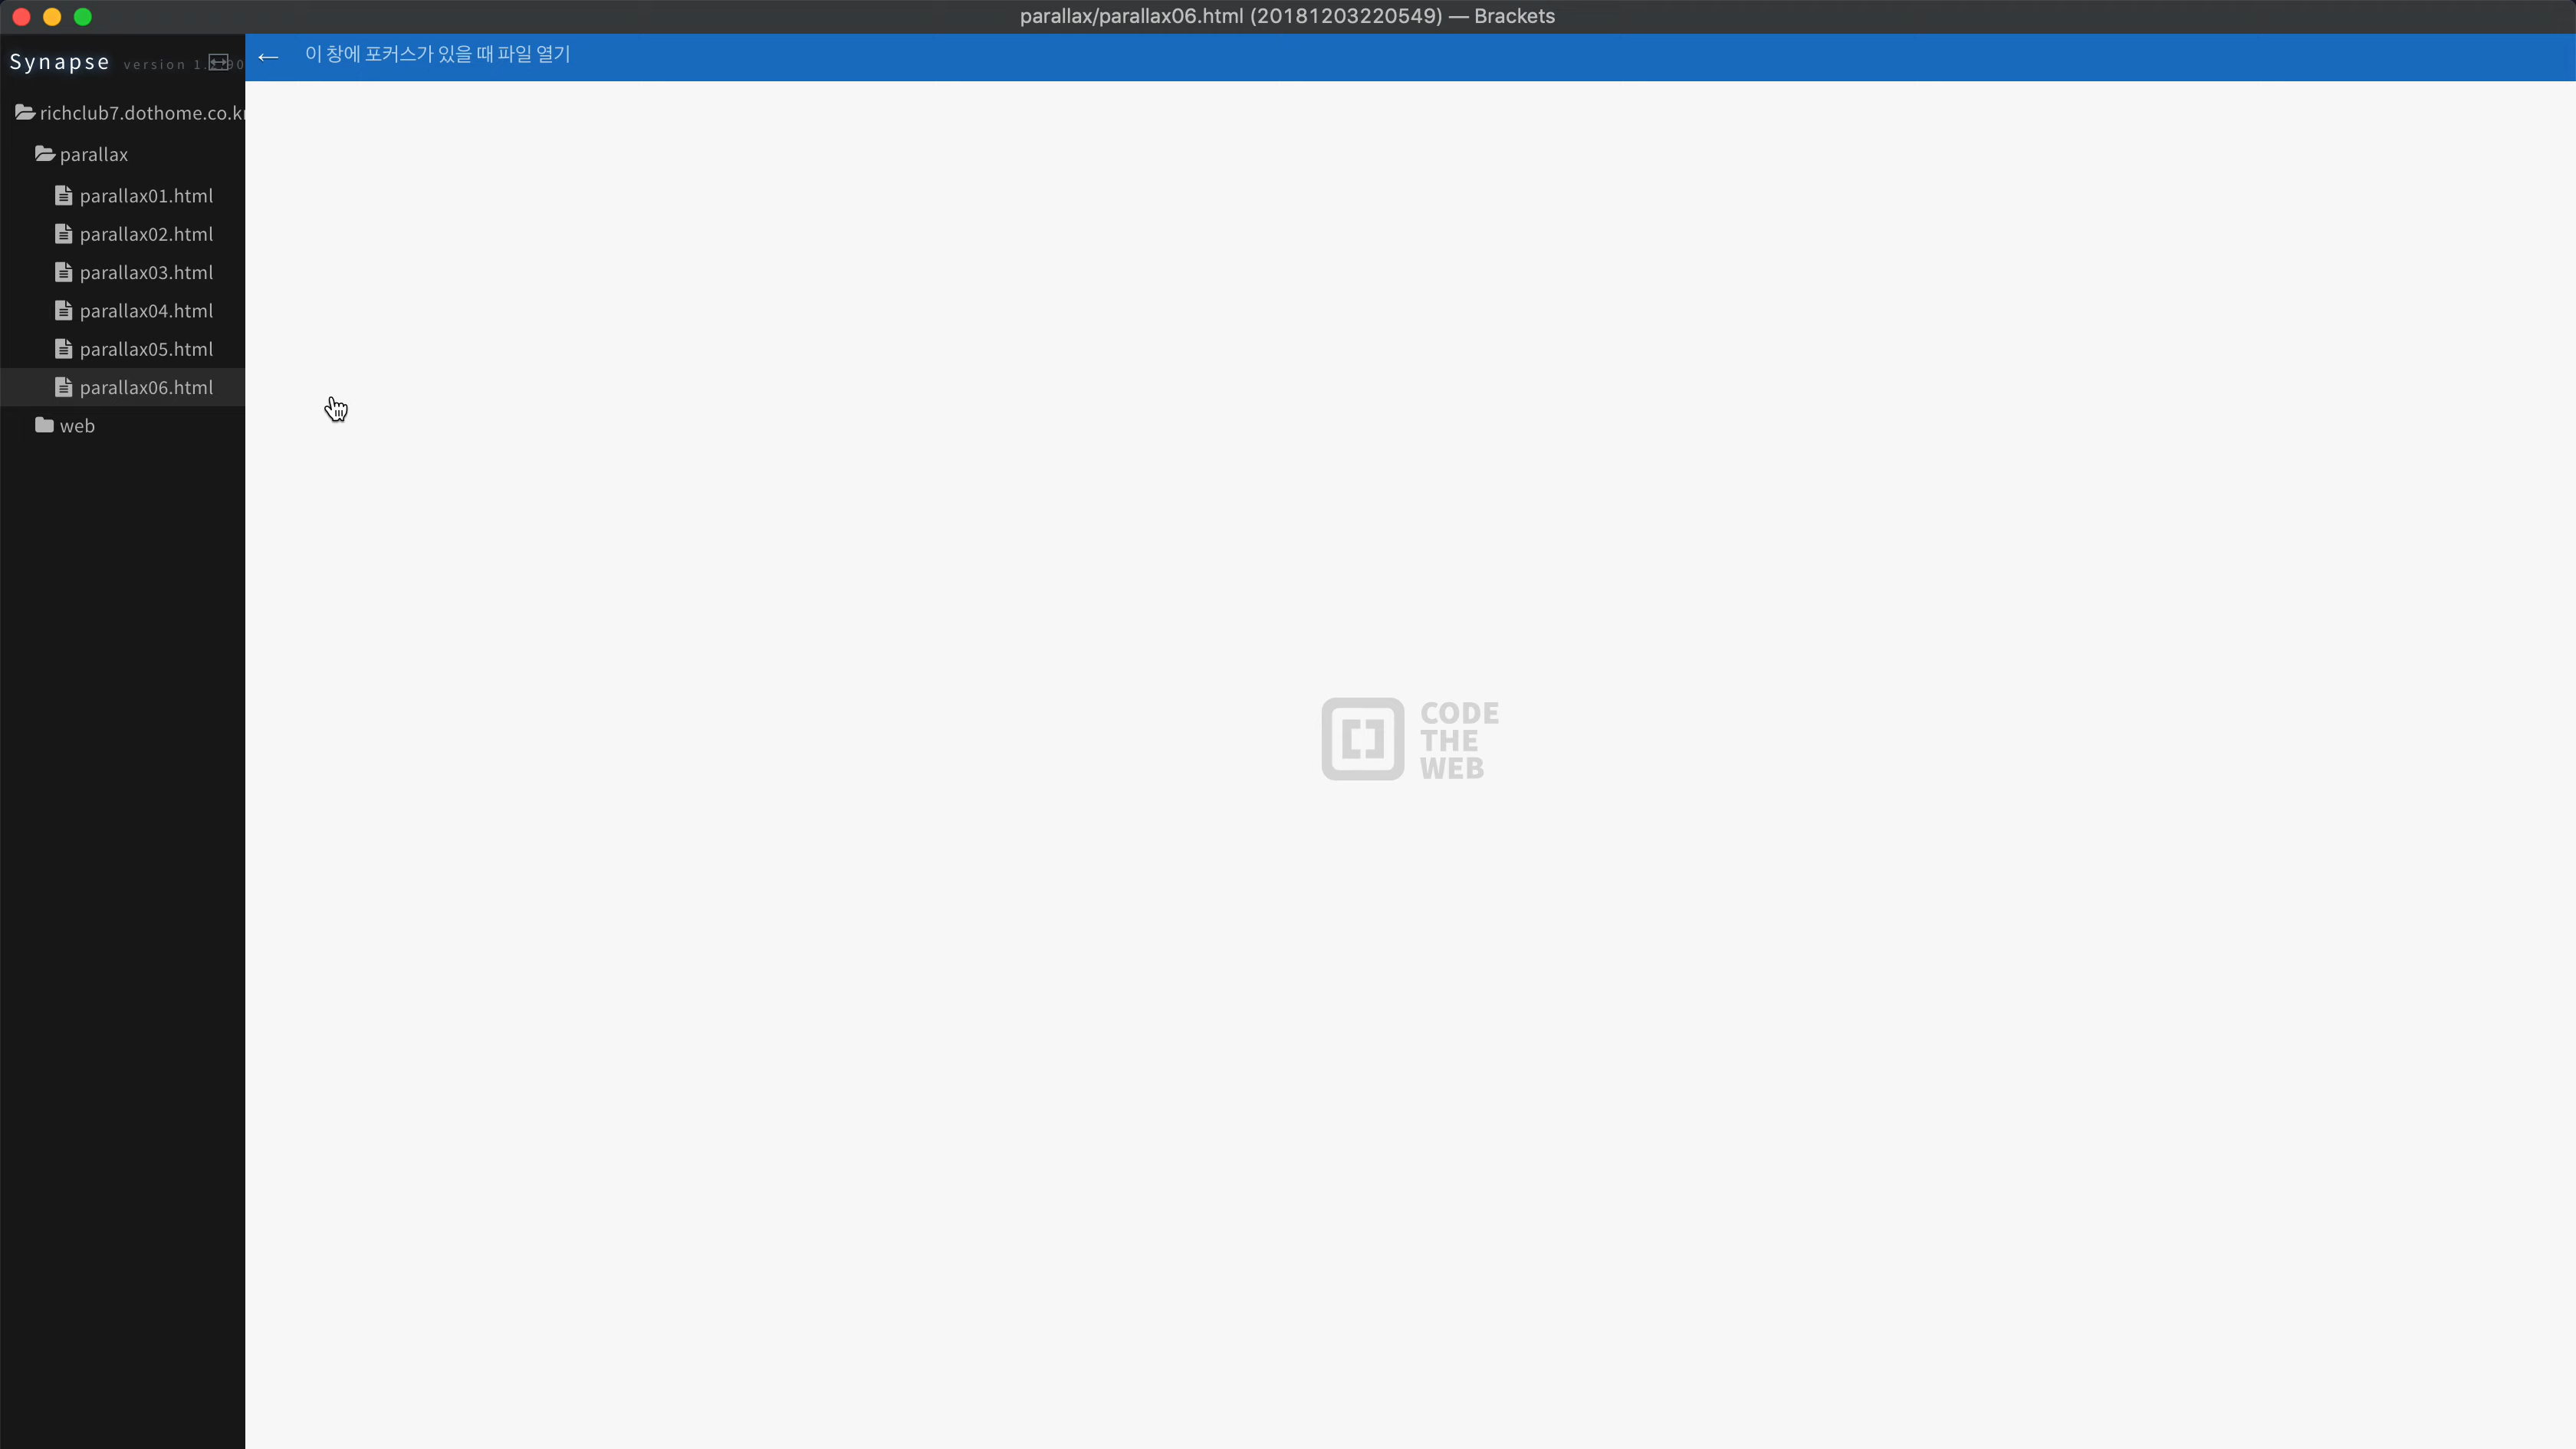 parallax/parallax06.html (20181203220549) — Brackets
Synapse version
이 창에 포커스가 있을 때 파일 열기
richclub7.dothome.co.kr
parallax
parallax01.html
parallax02.html
parallax03.html
parallax04.html
parallax05.html
parallax06.html
web
CODE
THE
WEB